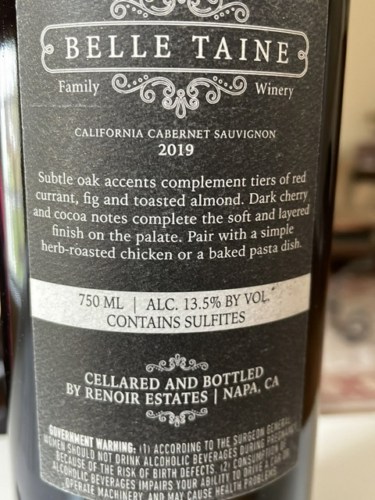 BELLE TAINE
Family Winery
CALIFORNIA CABERNET SAUVIGNON
2019
Subtle oak accents complement tiers of red
currant, fig and toasted almond. Dark cherry
and cocoa notes complete the soft and layered
finish on the palate. Pair with a simple
herb-roasted chicken or a baked pasta dish.
750 ML | ALC. 13.5% BY VOL.
CONTAINS SULFITES
CELLARED AND BOTTLED
BY RENOIR ESTATES | NAPA, CA
GOVERNMENT WARNING: (1) ACCORDING TO THE SURGEON GENERAL,
WOMEN SHOULD NOT DRINK ALCOHOLIC BEVERAGES DURING
BECAUSE OF THE RISK OF BIRTH DEFECTS. (2) CONSUMPTION OF
ALCOHOLIC BEVERAGES IMPAIRS YOUR ABILITY TO DRIVE A CAR OR
OPERATE MACHINERY, AND MAY CAUSE HEALTH PROBLEMS.